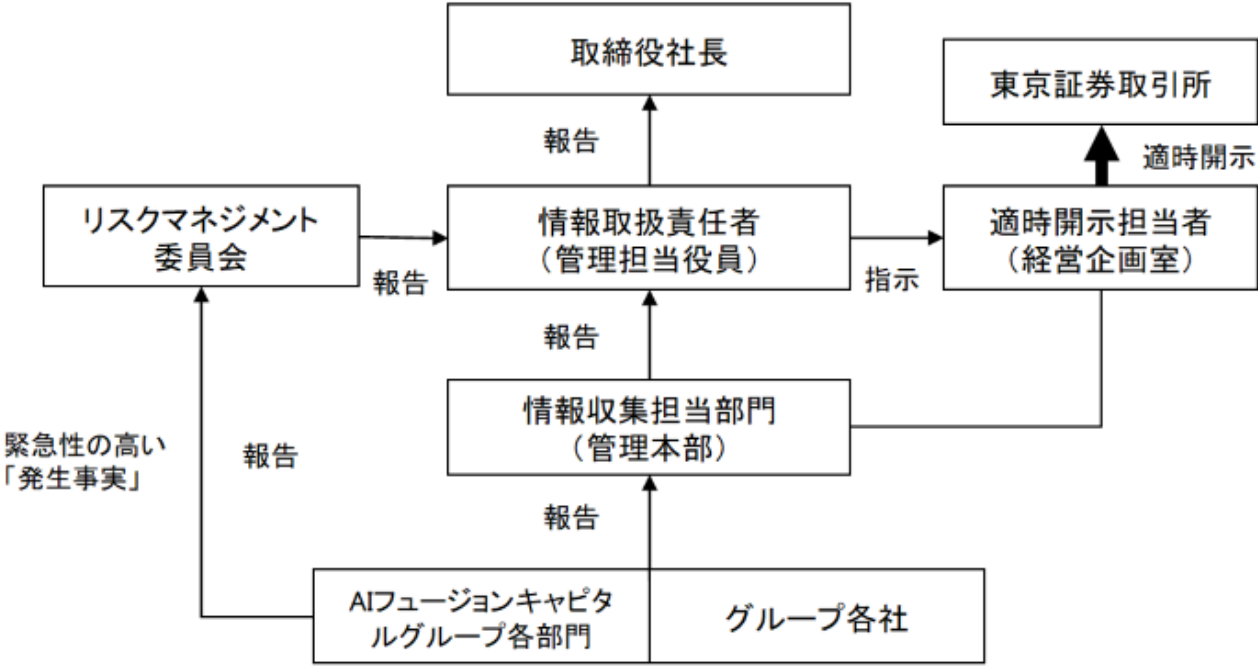 取締役社長
東京証券取引所
報告
適時開示
リスクマネジメント
委員会
情報取扱責任者
（管理担当役員）
適時開示担当者
（経営企画室）
報告
指示
報告
情報収集担当部門
（管理本部）
緊急性の高い
「発生事実」
報告
報告
AIフュージョンキャピタ
ルグループ各部門
グループ各社